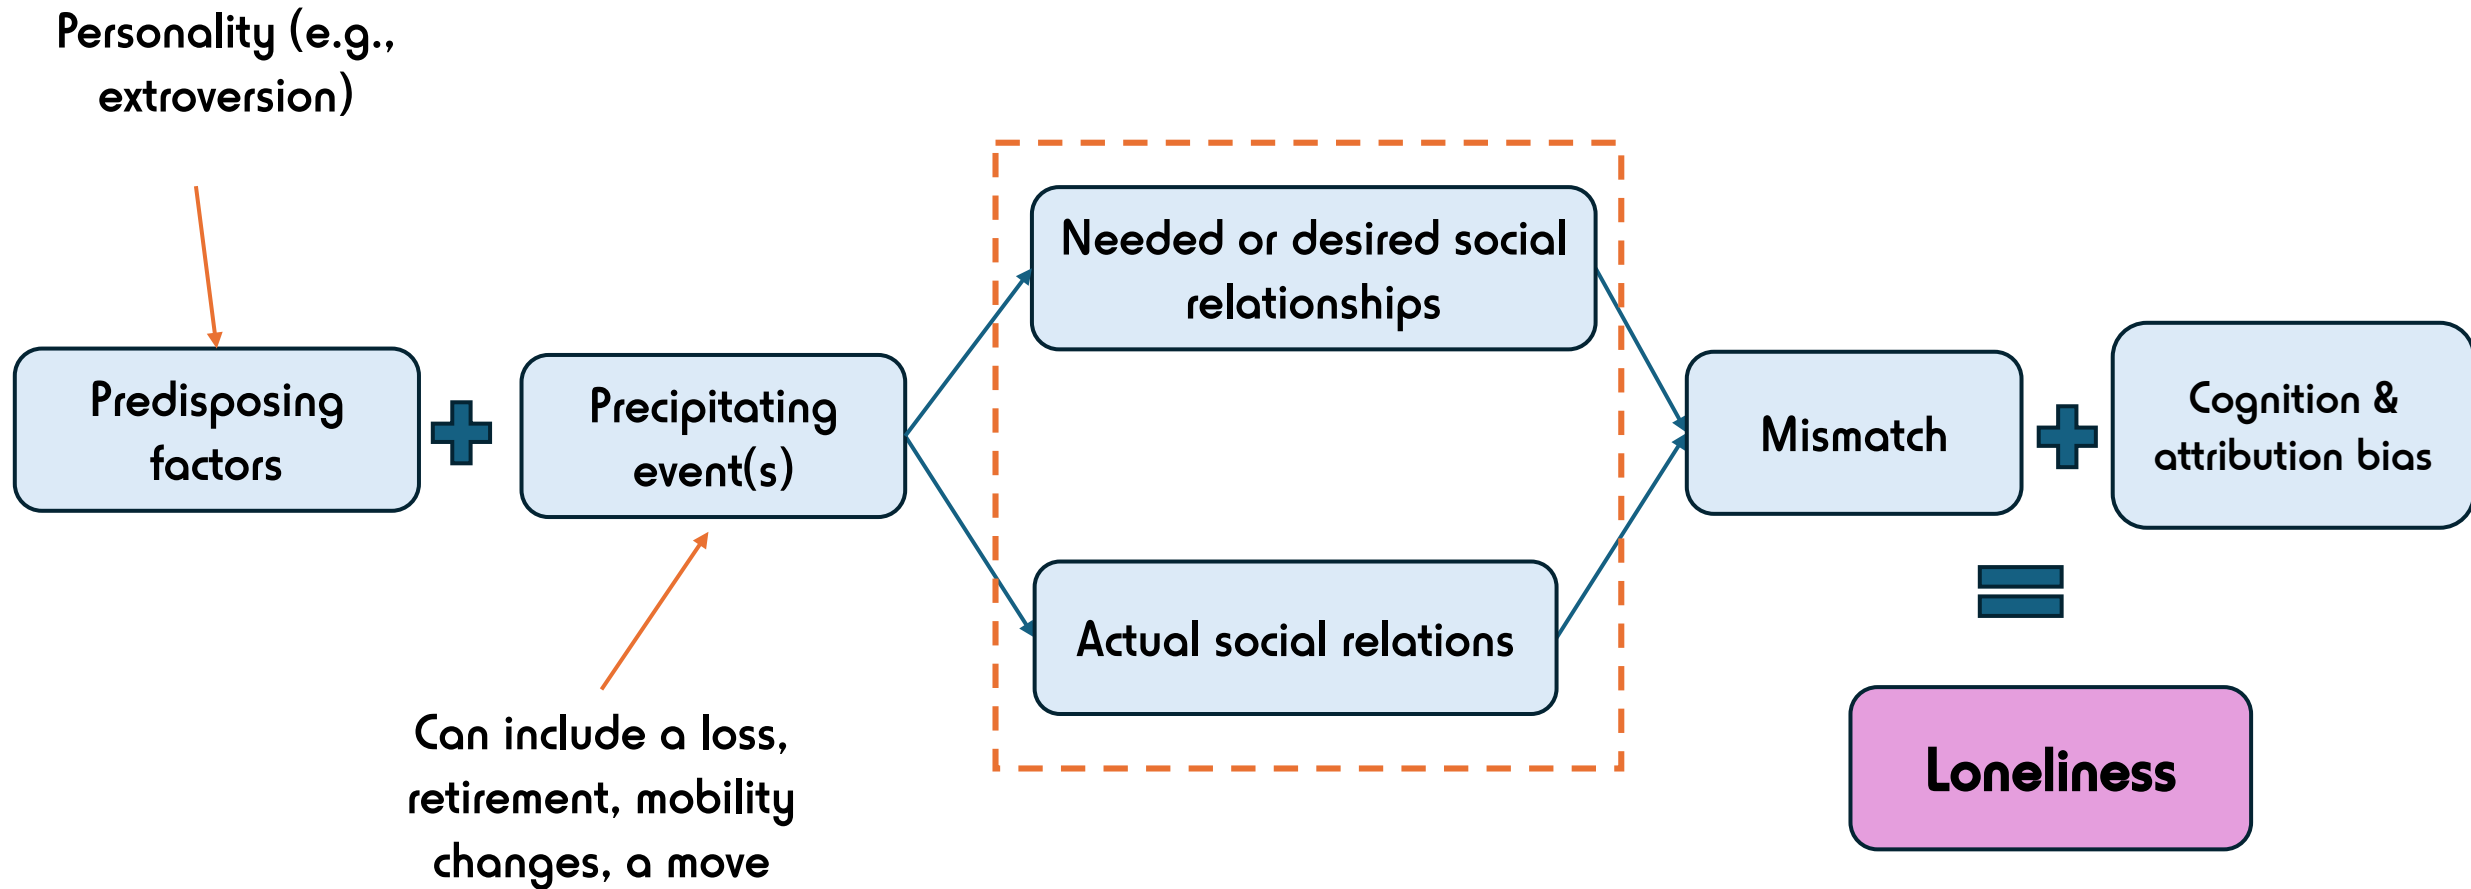 Personality (e.g.,
extroversion)
Predisposing
factors
Precipitating
event(s)
Can include a loss,
retirement, mobility
changes, a move
Needed or desired social
relationships
Actual social relations
Mismatch
Cognition &
attribution bias
Loneliness